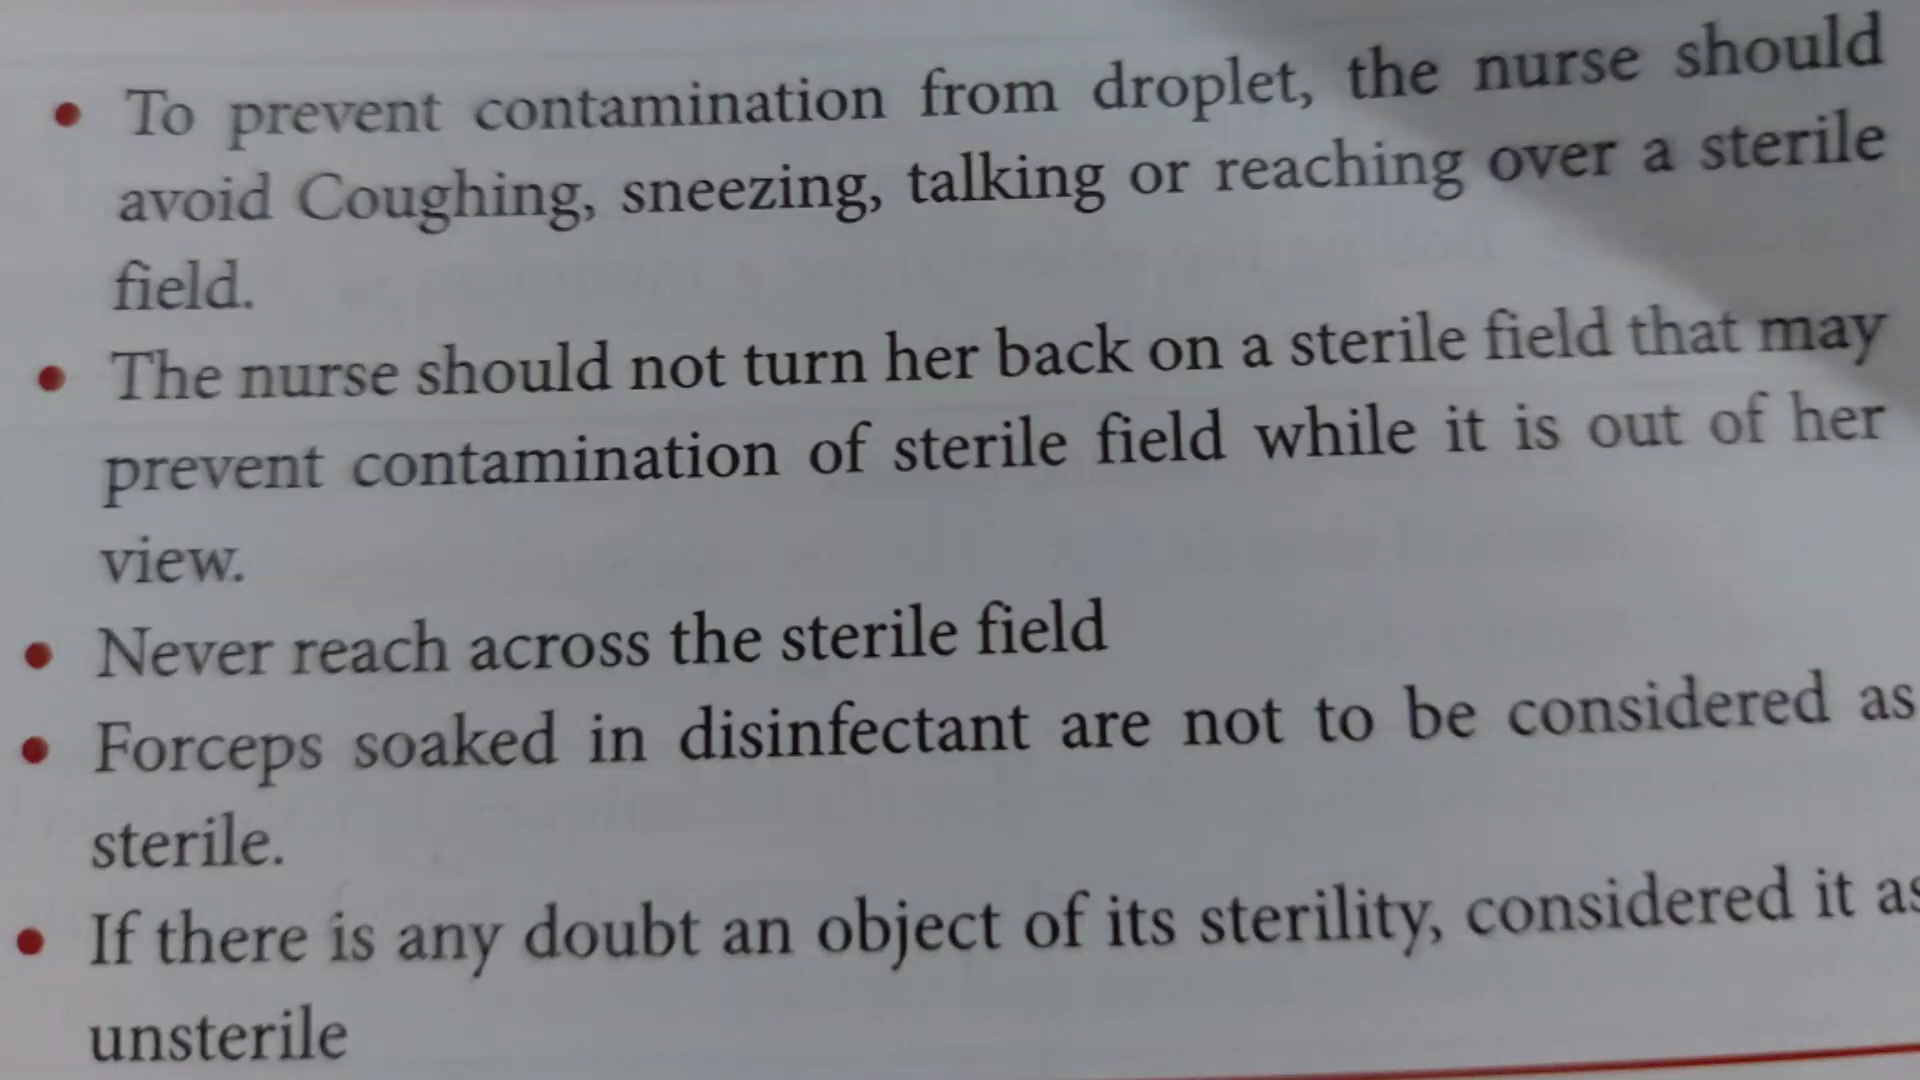 • To prevent contamination from droplet, the nurse should
avoid Coughing, sneezing, talking or reaching over a sterile
field.
• The nurse should not turn her back on a sterile field that may
prevent contamination of sterile field while it is out of her
view.
• Never reach across the sterile field
• Forceps soaked in disinfectant are not to be considered as
sterile.
• If there is any doubt an object of its sterility, considered it as
unsterile